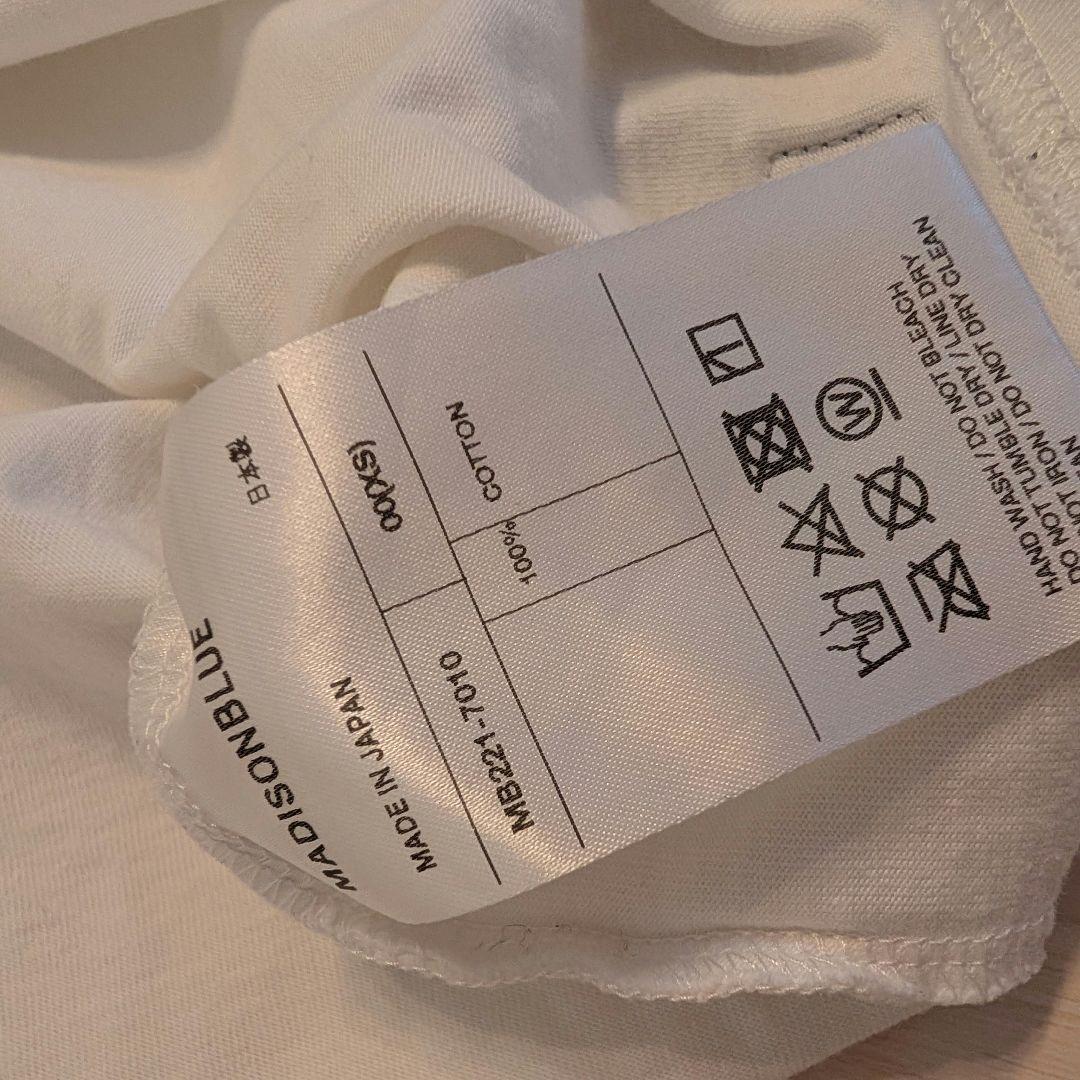 MADISONBLUE
MADE IN JAPAN 日本製
MB221-7010 00(XS)
100% COTTON
W
HAND WASH / DO NOT BLEACH
DO NOT TUMBLE DRY / LINE DRY
DO NOT IRON / DO NOT DRY CLEAN